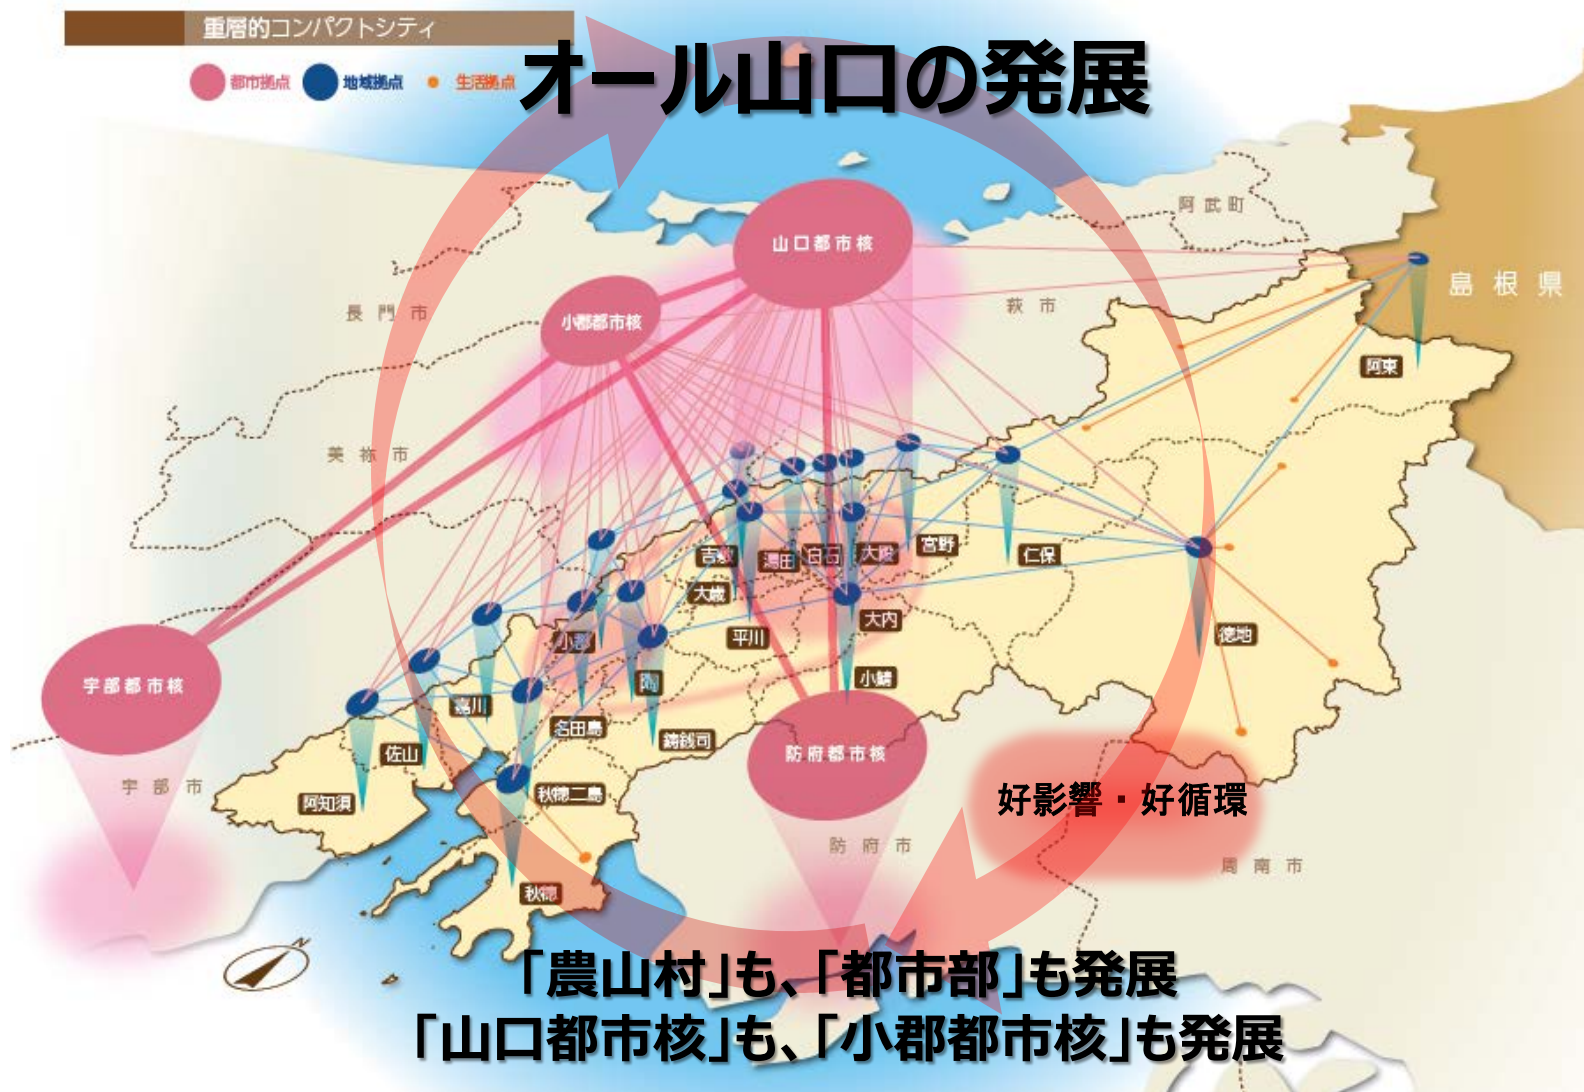 重層的コンパクトシティ
都市拠点 地域拠点 生活拠点
オール山口の発展
阿武町
山口都市核
島根県
長門市
小郡都市核
萩市
阿東
美祢市
吉敷
湯田
白石
大殿
宮野
仁保
大歳
大内
平川
小郡
徳地
宇部都市核
陶
小鯖
嘉川
名田島
鋳銭司
佐山
防府都市核
宇部市
阿知須
秋穂二島
好影響・好循環
防府市
周南市
秋穂
N
「農山村」も、「都市部」も発展
「山口都市核」も、「小郡都市核」も発展